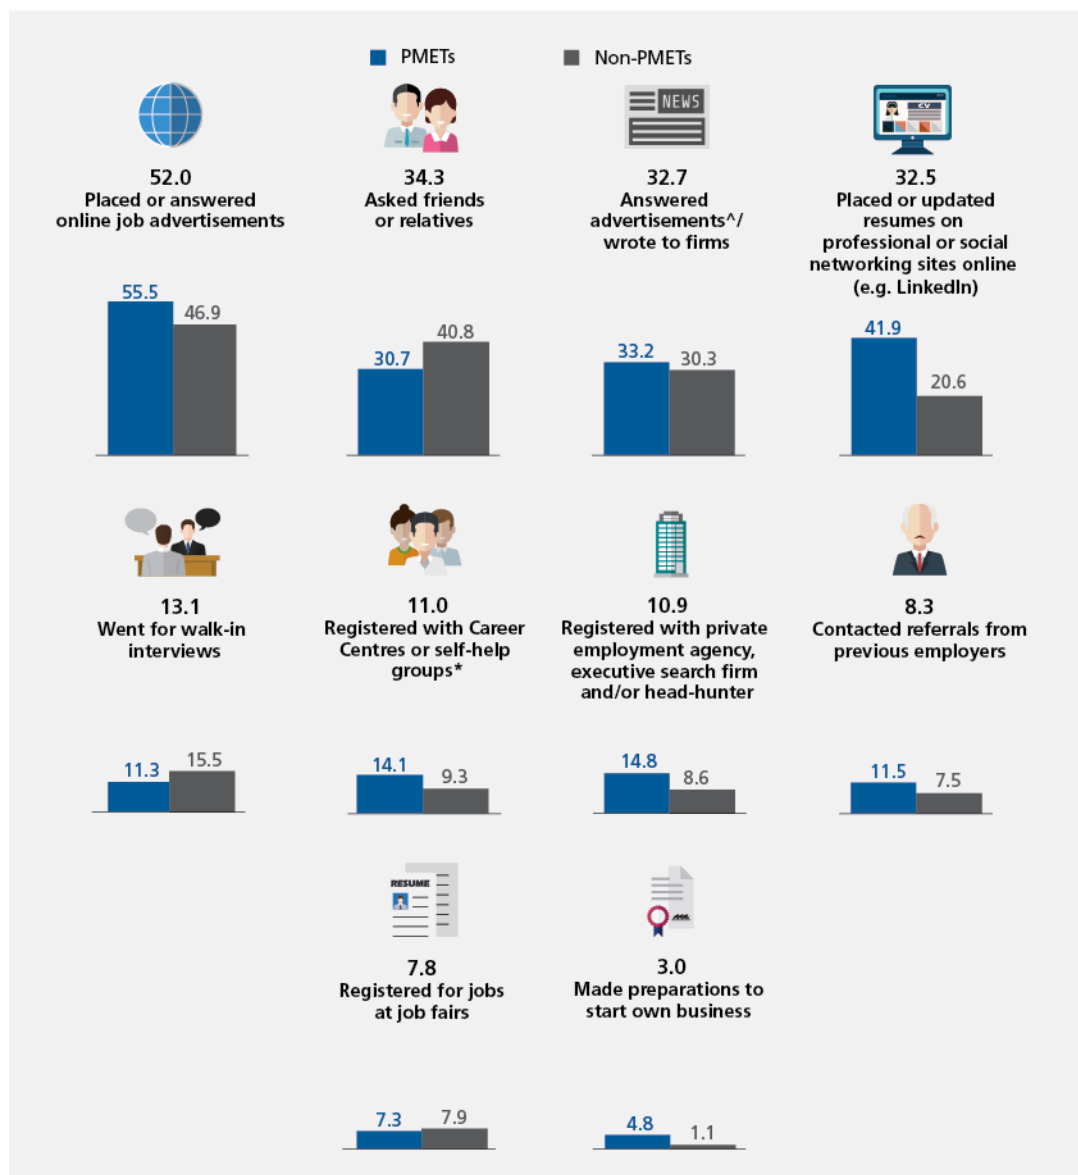 PMETs
Non-PMETs
NEWS
CV
52.0
Placed or answered
online job advertisements
34.3
Asked friends
or relatives
32.7
Answered
advertisements^/
wrote to firms
32.5
Placed or updated
resumes on
professional or social
networking sites online
(e.g. LinkedIn)
55.5
46.9
30.7
40.8
33.2
30.3
41.9
20.6
13.1
Went for walk-in
interviews
11.0
Registered with Career
Centres or self-help
groups*
10.9
Registered with private
employment agency,
executive search firm
and/or head-hunter
8.3
Contacted referrals from
previous employers
11.3
15.5
14.1
9.3
14.8
8.6
11.5
7.5
RESUME
7.8
Registered for jobs
at job fairs
3.0
Made preparations to
start own business
7.3
7.9
4.8
1.1